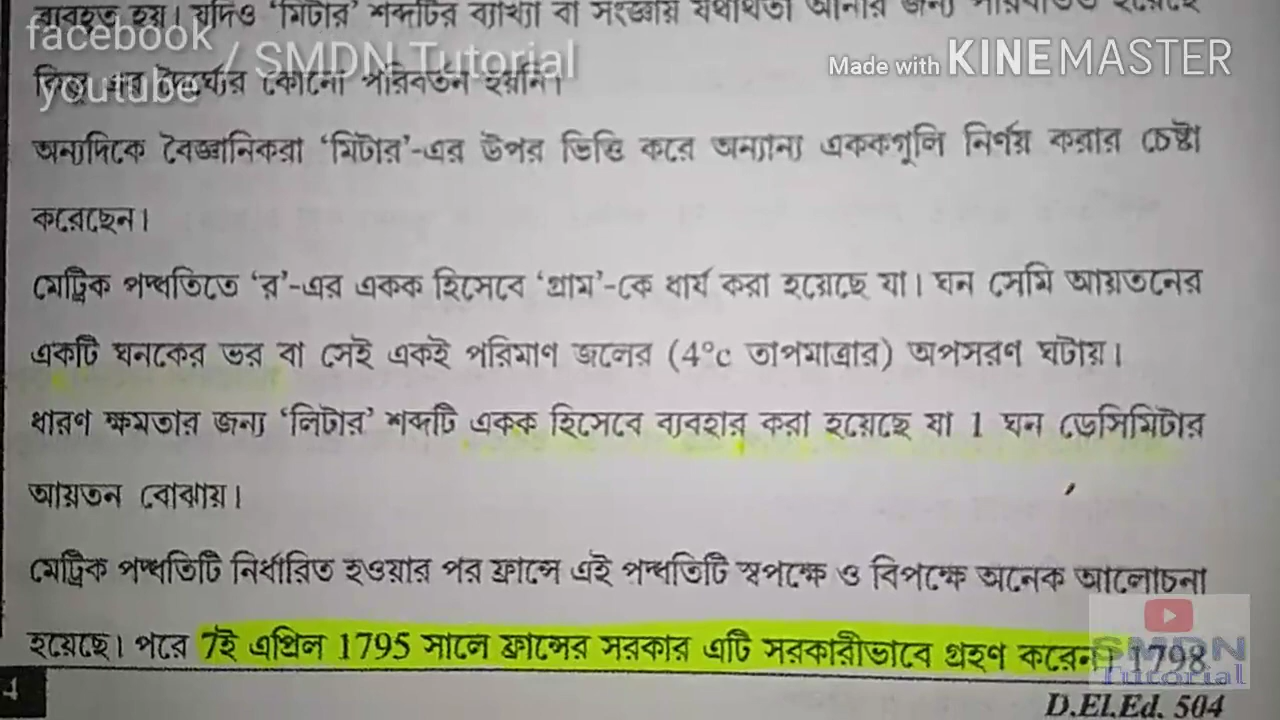 ব্যবহৃত হয়। যদিও ‘মিটার’ শব্দটির ব্যাখ্যা বা সংজ্ঞায় যথার্থতা আনার জন্য পরিবর্তিত হয়েছে
facebook
/ SMDN Tutorial
youtube
Made with KINEMASTER
কিন্তু এর দৈর্ঘ্যের কোনো পরিবর্তন হয়নি।
অন্যদিকে বৈজ্ঞানিকরা ‘মিটার’-এর উপর ভিত্তি করে অন্যান্য এককগুলি নির্ণয় করার চেষ্টা
করেছেন।
মেট্রিক পদ্ধতিতে ‘র’-এর একক হিসেবে ‘গ্রাম’-কে ধার্য করা হয়েছে যা। ঘন সেমি আয়তনের
একটি ঘনকের ভর বা সেই একই পরিমাণ জলের (4°c তাপমাত্রার) অপসরণ ঘটায়।
ধারণ ক্ষমতার জন্য ‘লিটার’ শব্দটি একক হিসেবে ব্যবহার করা হয়েছে যা 1 ঘন ডেসিমিটার
আয়তন বোঝায়।
মেট্রিক পদ্ধতিটি নির্ধারিত হওয়ার পর ফ্রান্সে এই পদ্ধতিটি স্বপক্ষে ও বিপক্ষে অনেক আলোচনা
হয়েছে। পরে 7ই এপ্রিল 1795 সালে ফ্রান্সের সরকার এটি সরকারীভাবে গ্রহণ করেন। 1798
SMDN
Tutorial
D.El.Ed. 504